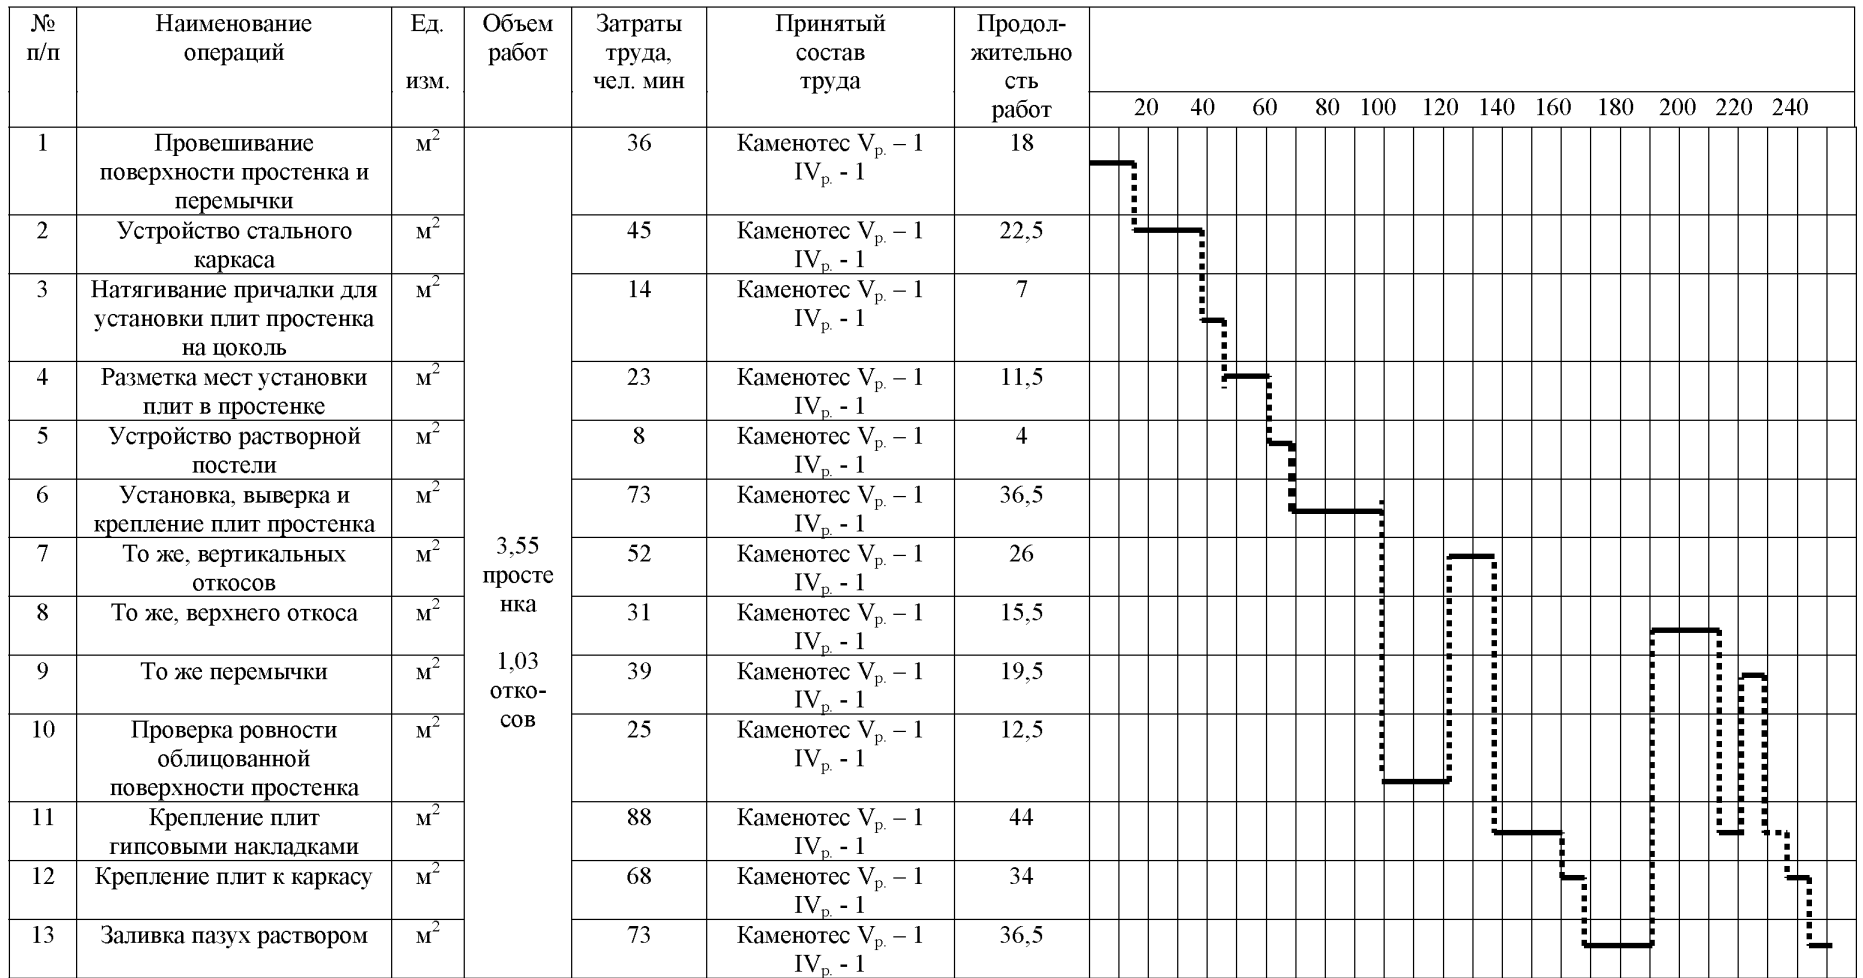 № п/п
Наименование операций
Ед. изм.
Объем работ
Затраты труда, чел. мин
Принятый состав труда
Продол-жительно сть работ
20 40 60 80 100 120 140 160 180 200 220 240
1 Провешивание м² 36 Каменотес Vр. – 1 18
поверхности простенка и IVр. - 1
перемычки
2 Устройство стального м² 45 Каменотес Vр. – 1 22,5
каркаса IVр. - 1
3 Натягивание причалки для м² 14 Каменотес Vр. – 1 7
установки плит простенка IVр. - 1
на цоколь
4 Разметка мест установки м² 23 Каменотес Vр. – 1 11,5
плит в простенке IVр. - 1
5 Устройство растворной м² 8 Каменотес Vр. – 1 4
постели IVр. - 1
6 Установка, выверка и м² 73 Каменотес Vр. – 1 36,5
крепление плит простенка IVр. - 1
3,55
простe
нка
1,03
отко-
сов
7 То же, вертикальных м² 52 Каменотес Vр. – 1 26
откосов IVр. - 1
8 То же, верхнего откоса м² 31 Каменотес Vр. – 1 15,5
IVр. - 1
9 То же перемычки м² 39 Каменотес Vр. – 1 19,5
IVр. - 1
10 Проверка ровности м² 25 Каменотес Vр. – 1 12,5
облицованной IVр. - 1
поверхности простенка
11 Крепление плит м² 88 Каменотес Vр. – 1 44
гипсовыми накладками IVр. - 1
12 Крепление плит к каркасу м² 68 Каменотес Vр. – 1 34
IVр. - 1
13 Заливка пазух раствором м² 73 Каменотес Vр. – 1 36,5
IVр. - 1